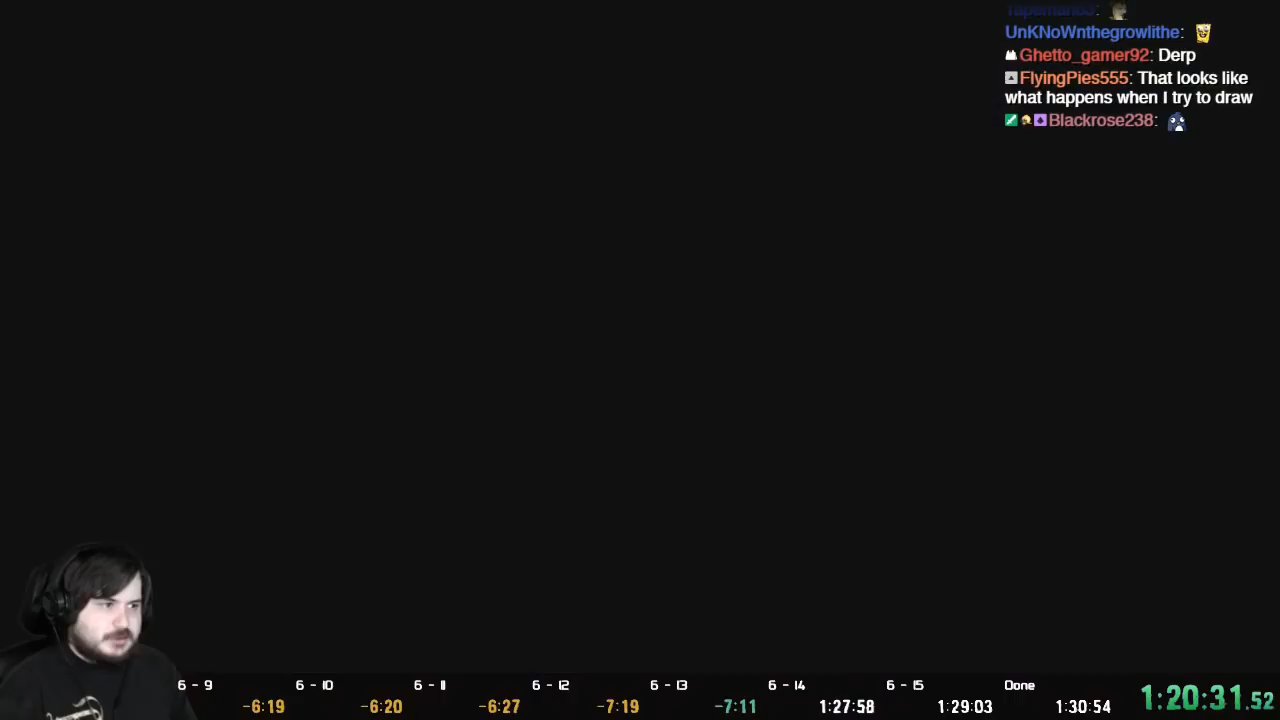 UnKNoWnthegrowlithe:
Ghetto_gamer92: Derp
FlyingPies555: That looks like
what happens when I try to draw
Blackrose238:
6 - 9 6 - 10 6 - 11 6 - 12 6 - 13 6 - 14 6 - 15 Done
-6:19 -6:20 -6:27 -7:19 -7:11 1:27:58 1:29:03 1:30:54 1:20:31.52